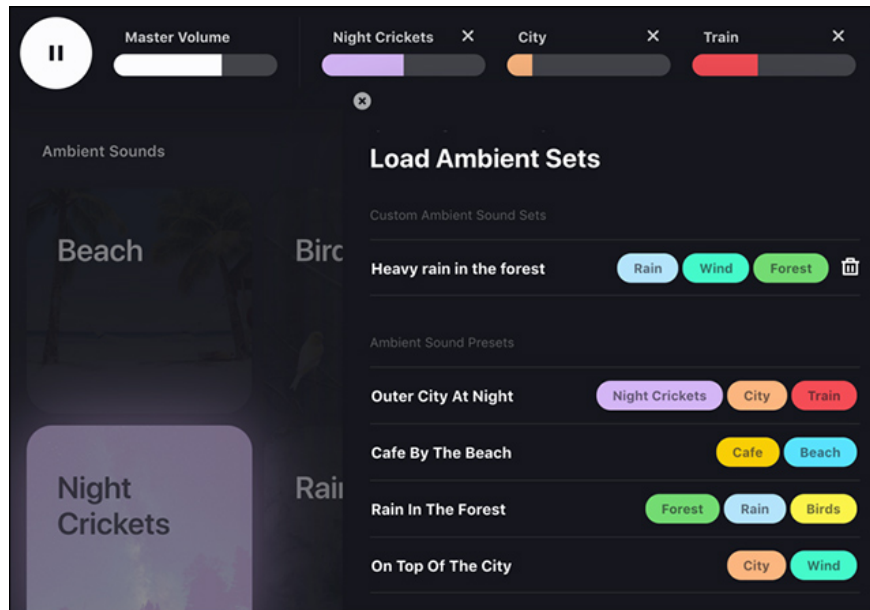 Master Volume
Night Crickets
City
Train
Ambient Sounds
Beach
Night
Crickets
Load Ambient Sets
Custom Ambient Sound Sets
Heavy rain in the forest
Rain
Wind
Forest
Ambient Sound Presets
Outer City At Night
Night Crickets
City
Train
Cafe By The Beach
Cafe
Beach
Rain In The Forest
Forest
Rain
Birds
On Top Of The City
City
Wind